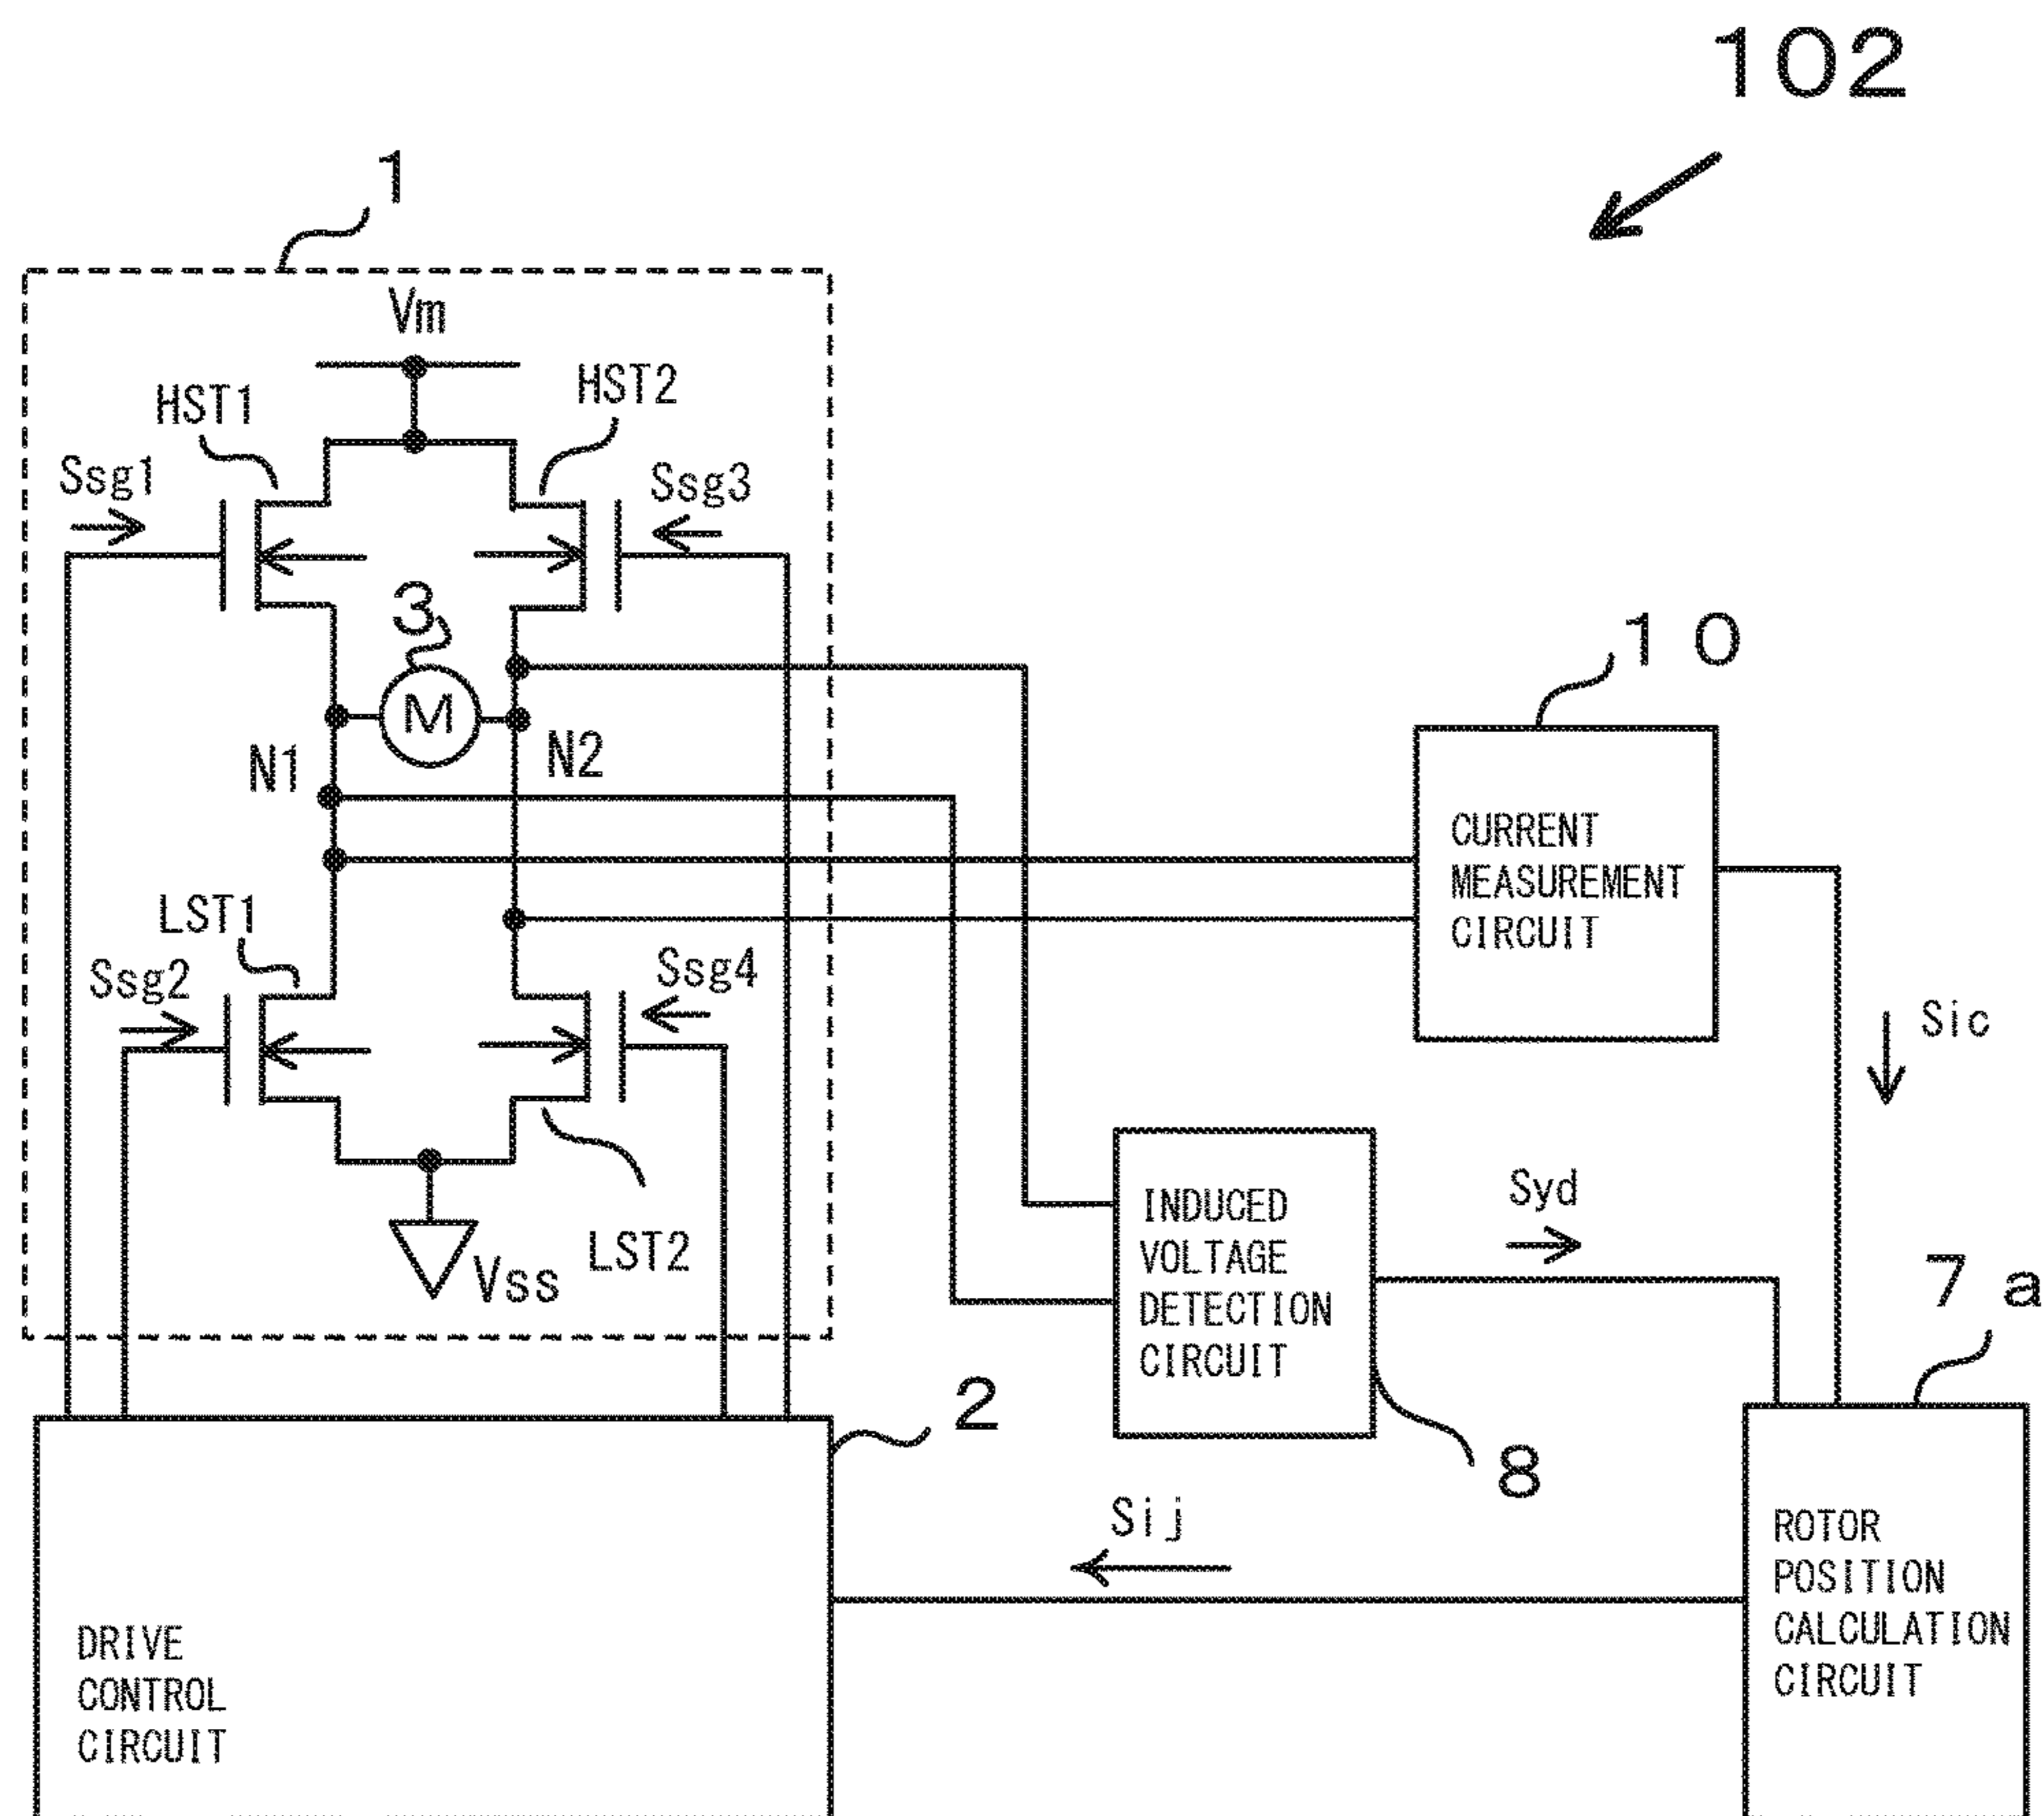 102
1
Vm
HST1
HST2
Ssg1
Ssg3
3
M
10
N1
N2
CURRENT
MEASUREMENT
CIRCUIT
LST1
Ssg2
Ssg4
Sic
INDUCED
VOLTAGE
DETECTION
CIRCUIT
Syd
LST2
Vss
7a
2
8
Sij
ROTOR
POSITION
CALCULATION
CIRCUIT
DRIVE
CONTROL
CIRCUIT